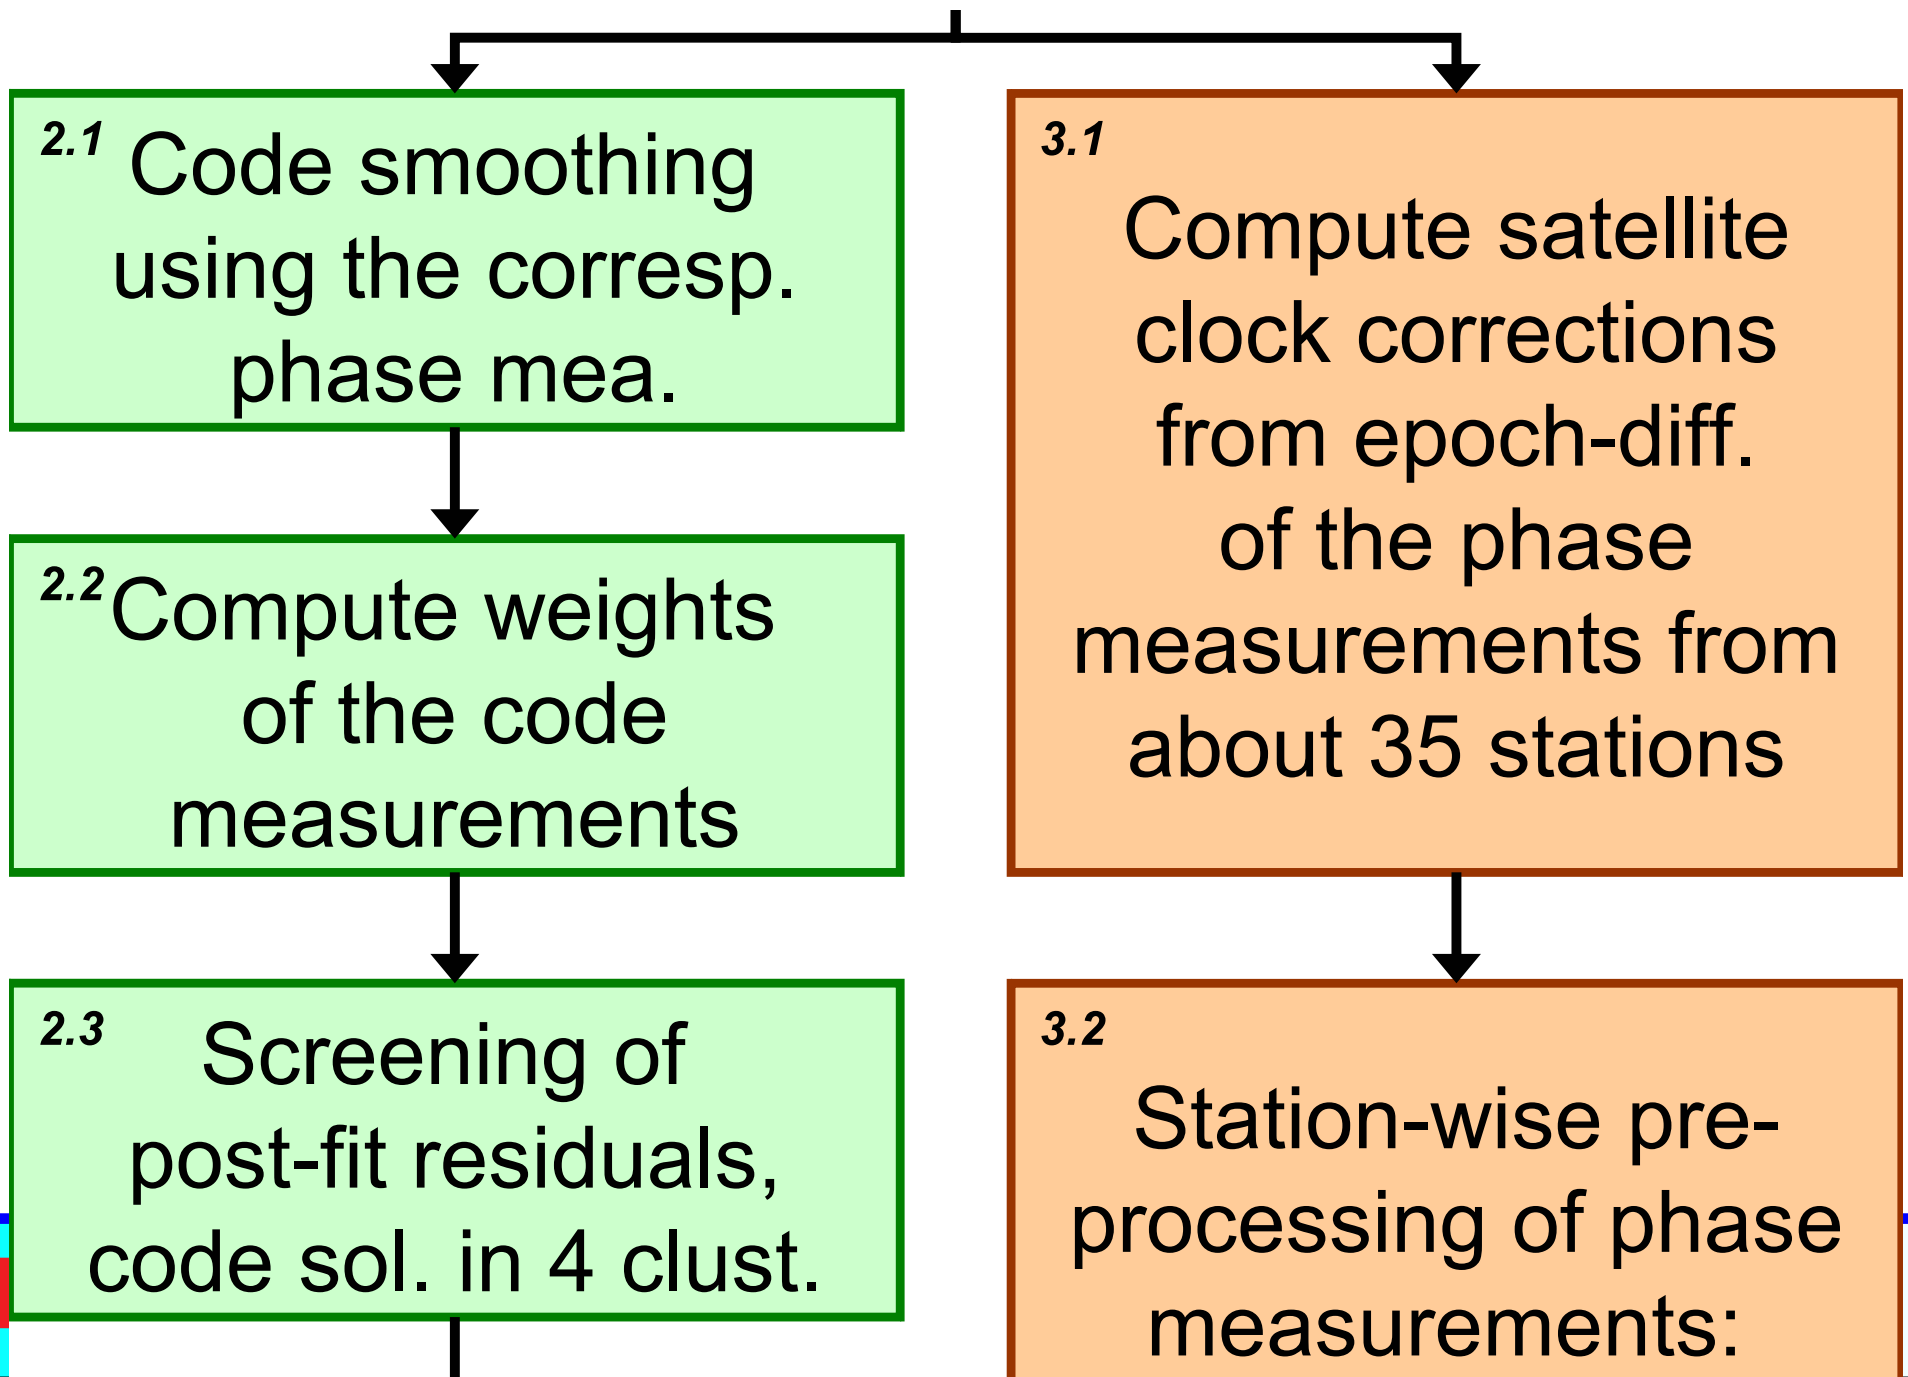 2.1 Code smoothing
using the corresp.
phase mea.
2.2 Compute weights
of the code
measurements
2.3 Screening of
post-fit residuals,
code sol. in 4 clust.
3.1
Compute satellite
clock corrections
from epoch-diff.
of the phase
measurements from
about 35 stations
3.2
Station-wise pre-
processing of phase
measurements: